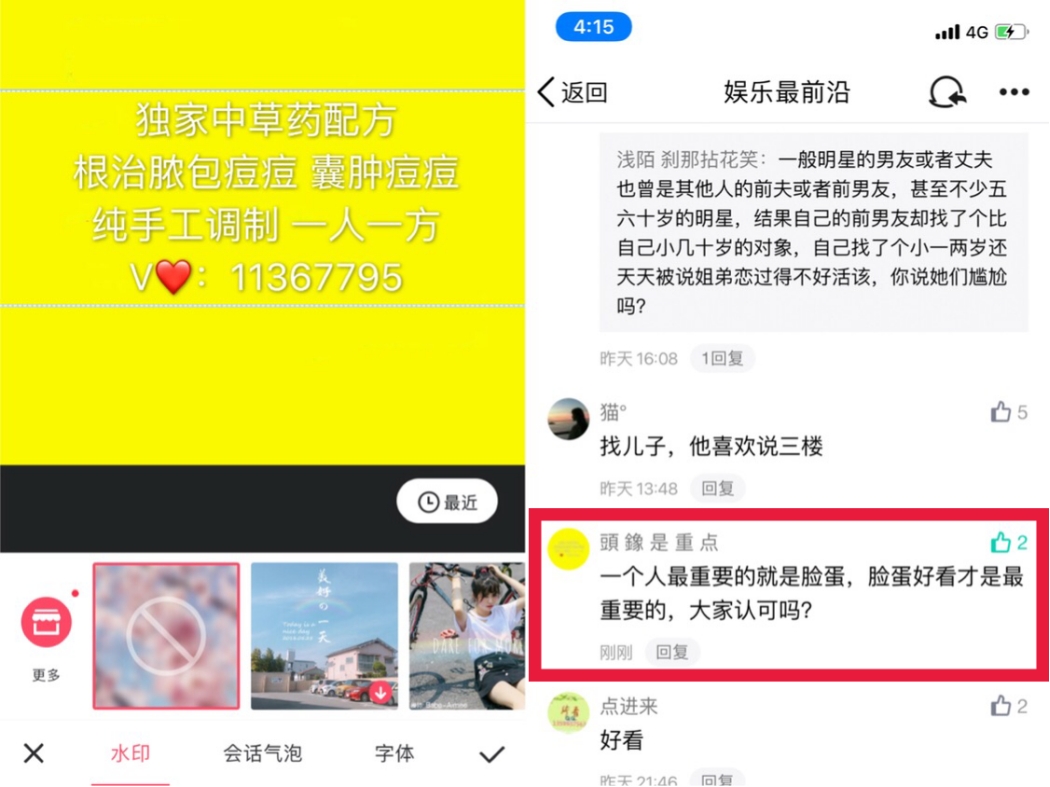 独家中草药配方
根治脓包痘痘 囊肿痘痘
纯手工调制 一人一方
V❤️：11367795
最近
更多
美好の一天
DARE FOR MORE
水印
会话气泡
字体
4:15
4G
返回
娱乐最前沿
浅陌 刹那拈花笑：一般明星的男友或者丈夫
也曾是其他人的前夫或者前男友，甚至不少五
六十岁的明星，结果自己的前男友却找了个比
自己小几十岁的对象，自己找了个小一两岁还
天天被说姐弟恋过得不好活该，你说她们尴尬
吗？
昨天 16:08
1回复
猫°
5
找儿子，他喜欢说三楼
昨天 13:48
回复
頭 鎵 是 重 点
2
一个人最重要的就是脸蛋，脸蛋好看才是最
重要的，大家认可吗？
刚刚
回复
点进来
2
好看
昨天 21:46
回复